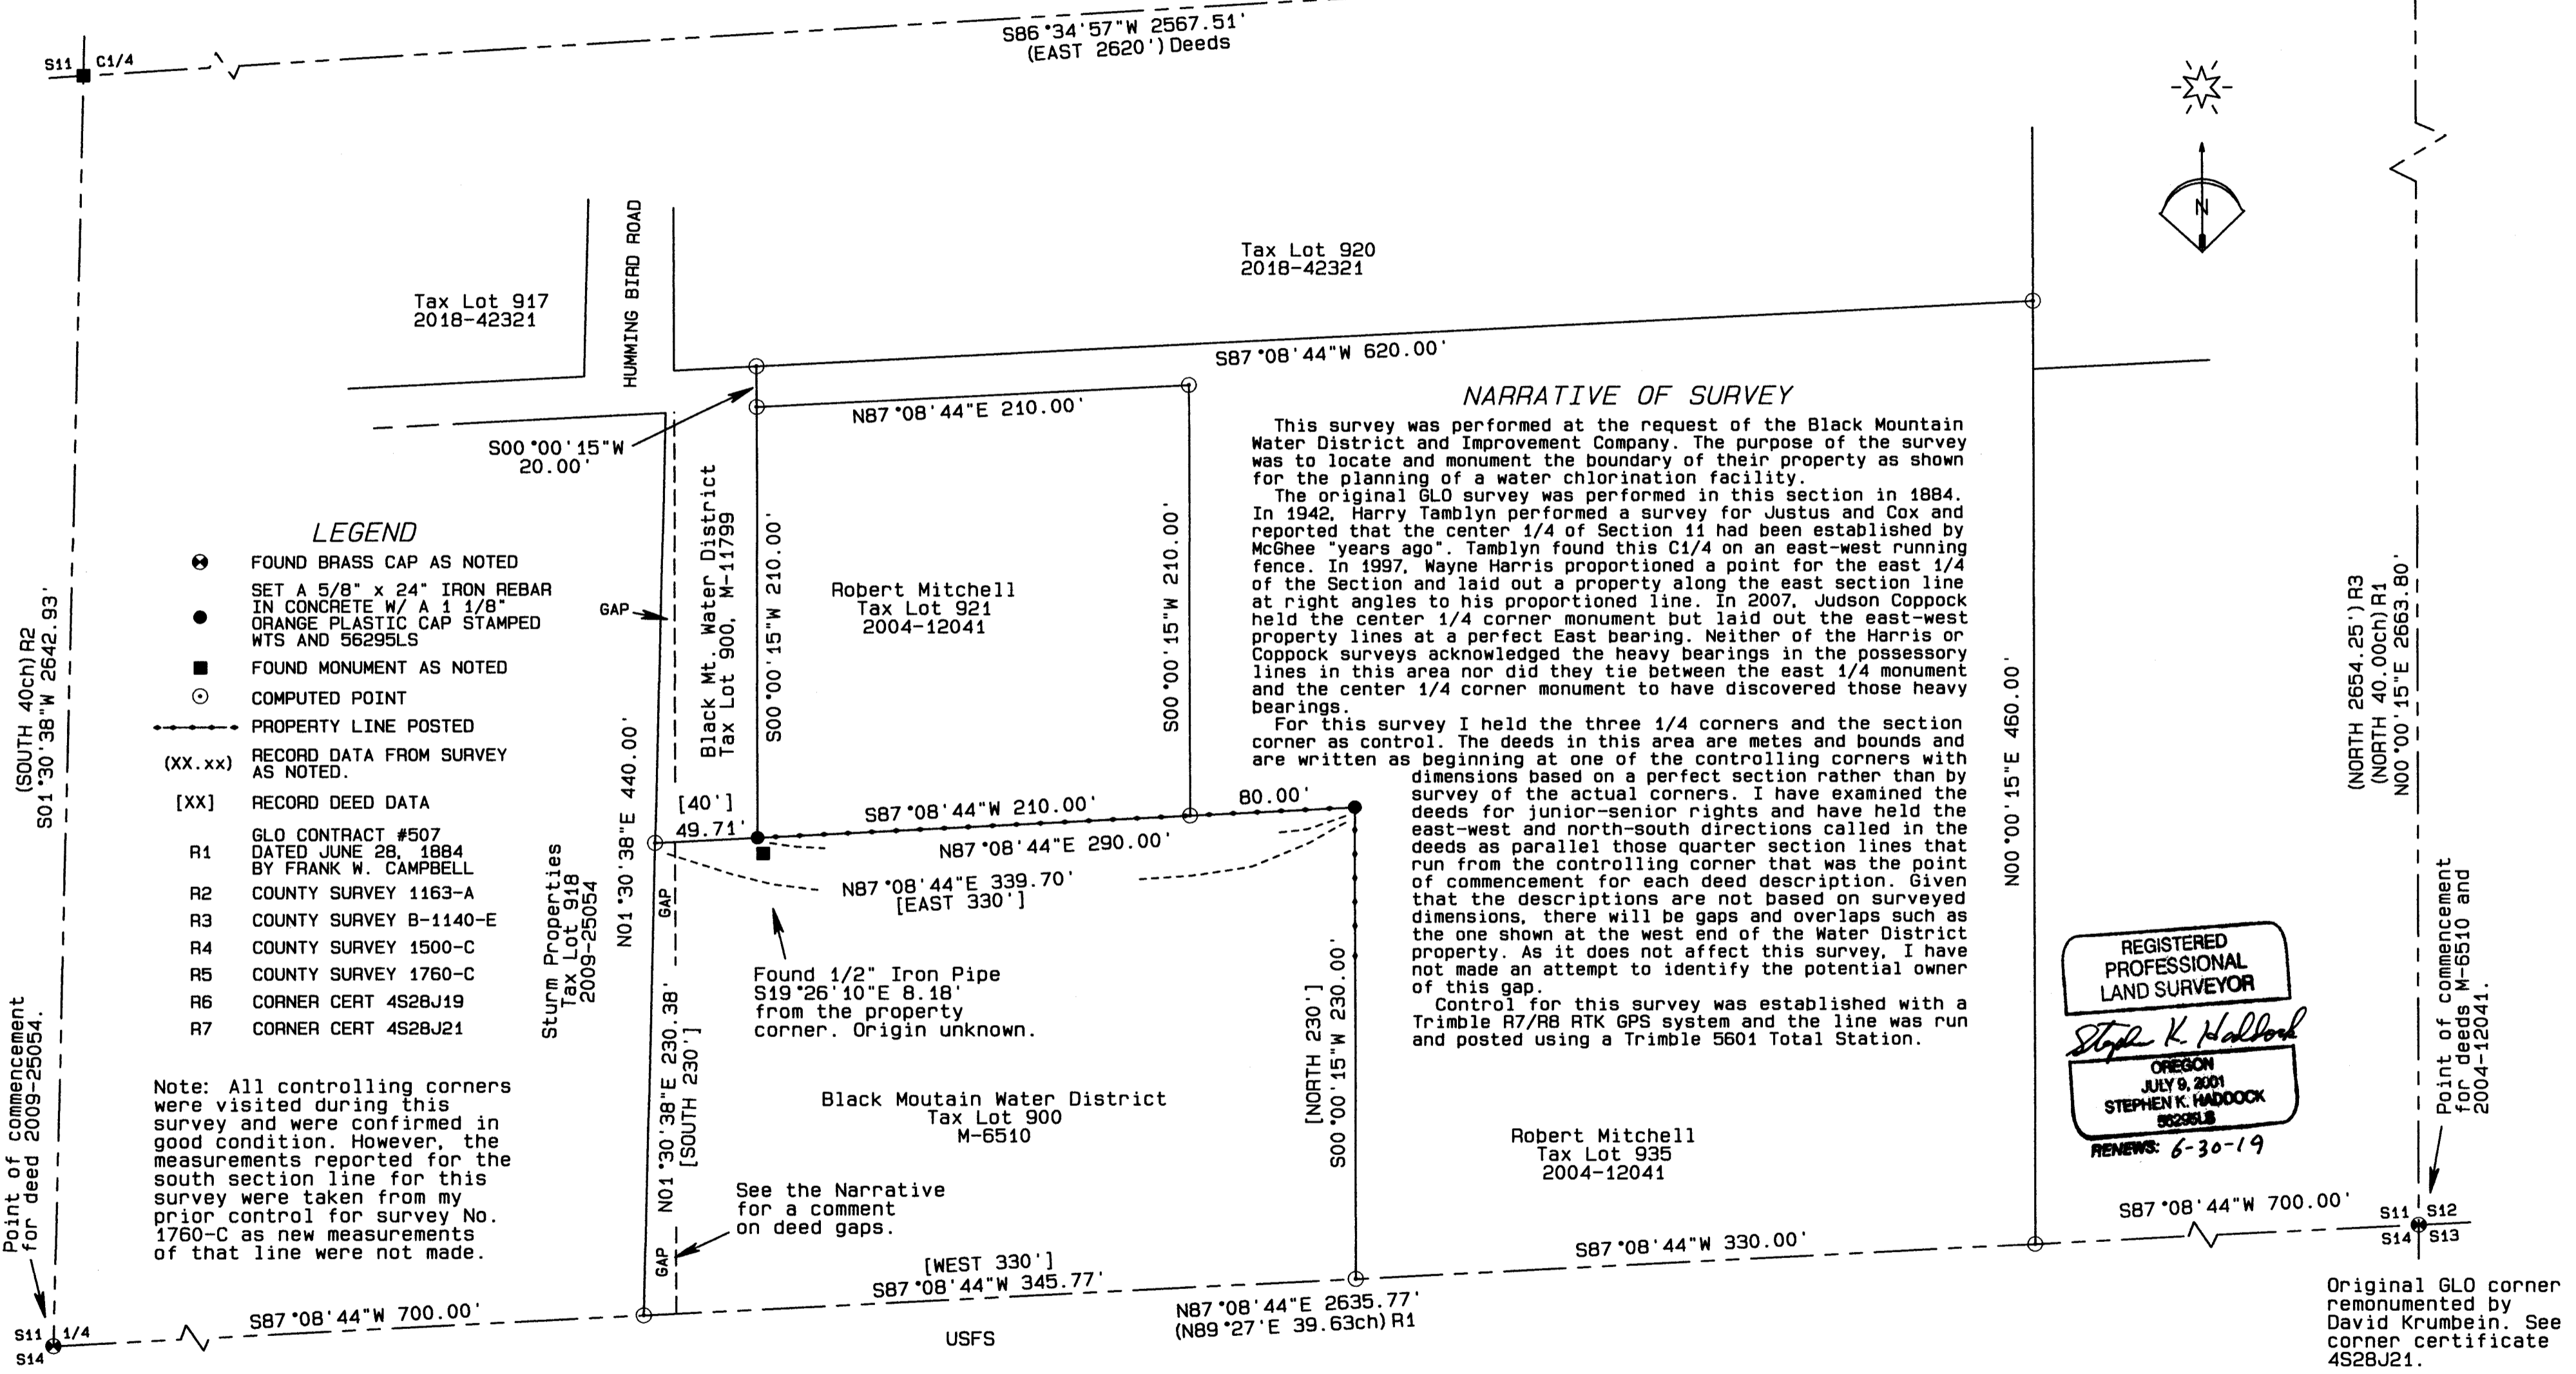 S86°34'57"W 2567.51'
(EAST 2620')Deeds
S11
C1/4
HUMMING BIRD ROAD
Tax Lot 917
2018-42321
Tax Lot 920
2018-42321
N
S87°08'44"W 620.00'
N87°08'44"E 210.00'
S00°00'15"W
20.00'
(SOUTH 40ch)R2
S01°30'38"W 2642.93'
LEGEND
FOUND BRASS CAP AS NOTED
SET A 5/8" x 24" IRON REBAR
IN CONCRETE W/ A 1 1/8"
ORANGE PLASTIC CAP STAMPED
WTS AND 56295LS
FOUND MONUMENT AS NOTED
COMPUTED POINT
PROPERTY LINE POSTED
(XX.xx) RECORD DATA FROM SURVEY
AS NOTED.
[XX] RECORD DEED DATA
R1 GLO CONTRACT #507
DATED JUNE 28, 1884
BY FRANK W. CAMPBELL
R2 COUNTY SURVEY 1163-A
R3 COUNTY SURVEY B-1140-E
R4 COUNTY SURVEY 1500-C
R5 COUNTY SURVEY 1760-C
R6 CORNER CERT 4S28J19
R7 CORNER CERT 4S28J21
Note: All controlling corners
were visited during this
survey and were confirmed in
good condition. However, the
measurements reported for the
south section line for this
survey were taken from my
prior control for survey No.
1760-C as new measurements
of that line were not made.
Point of commencement
for deed 2009-25054.
S11
1/4
S14
S87°08'44"W 700.00'
GAP
Black Mt. Water District
Tax Lot 900, M-11799
S00°00'15"W 210.00'
Robert Mitchell
Tax Lot 921
2004-12041
S00°00'15"W 210.00'
N01°30'38"E 440.00'
[40']
49.71'
S87°08'44"W 210.00'
80.00'
N87°08'44"E 290.00'
N87°08'44"E 339.70'
[EAST 330']
Sturm Properties
Tax Lot 918
2009-25054
GAP
N01°30'38"E 230.38'
[SOUTH 230']
GAP
Found 1/2" Iron Pipe
S19°26'10"E 8.18'
from the property
corner. Origin unknown.
Black Moutain Water District
Tax Lot 900
M-6510
See the Narrative
for a comment
on deed gaps.
[WEST 330']
S87°08'44"W 345.77'
USFS
N87°08'44"E 2635.77'
(N89°27'E 39.63ch)R1
[NORTH 230']
S00°00'15"W 230.00'
NARRATIVE OF SURVEY
This survey was performed at the request of the Black Mountain
Water District and Improvement Company. The purpose of the survey
was to locate and monument the boundary of their property as shown
for the planning of a water chlorination facility.
The original GLO survey was performed in this section in 1884.
In 1942, Harry Tamblyn performed a survey for Justus and Cox and
reported that the center 1/4 of Section 11 had been established by
McGhee "years ago". Tamblyn found this C1/4 on an east-west running
fence. In 1997, Wayne Harris proportioned a point for the east 1/4
of the Section and laid out a property along the east section line
at right angles to his proportioned line. In 2007, Judson Coppock
held the center 1/4 corner monument but laid out the east-west
property lines at a perfect East bearing. Neither of the Harris or
Coppock surveys acknowledged the heavy bearings in the possessory
lines in this area nor did they tie between the east 1/4 monument
and the center 1/4 corner monument to have discovered those heavy
bearings.
For this survey I held the three 1/4 corners and the section
corner as control. The deeds in this area are metes and bounds and
are written as beginning at one of the controlling corners with
dimensions based on a perfect section rather than by
survey of the actual corners. I have examined the
deeds for junior-senior rights and have held the
east-west and north-south directions called in the
deeds as parallel those quarter section lines that
run from the controlling corner that was the point
of commencement for each deed description. Given
that the descriptions are not based on surveyed
dimensions, there will be gaps and overlaps such as
the one shown at the west end of the Water District
property. As it does not affect this survey, I have
not made an attempt to identify the potential owner
of this gap.
Control for this survey was established with a
Trimble R7/R8 RTK GPS system and the line was run
and posted using a Trimble 5601 Total Station.
Robert Mitchell
Tax Lot 935
2004-12041
S87°08'44"W 330.00'
N00°00'15"E 460.00'
(NORTH 2654.25')R3
(NORTH 40.00ch)R1
N00°00'15"E 2663.80'
REGISTERED
PROFESSIONAL
LAND SURVEYOR
Stephen K. Haddock
OREGON
JULY 9, 2001
STEPHEN K. HADDOCK
56295LS
RENEWS: 6-30-19
Point of commencement
for deeds M-6510 and
2004-12041.
S87°08'44"W 700.00'
S11
S12
S14
S13
Original GLO corner
remonumented by
David Krumbein. See
corner certificate
4S28J21.